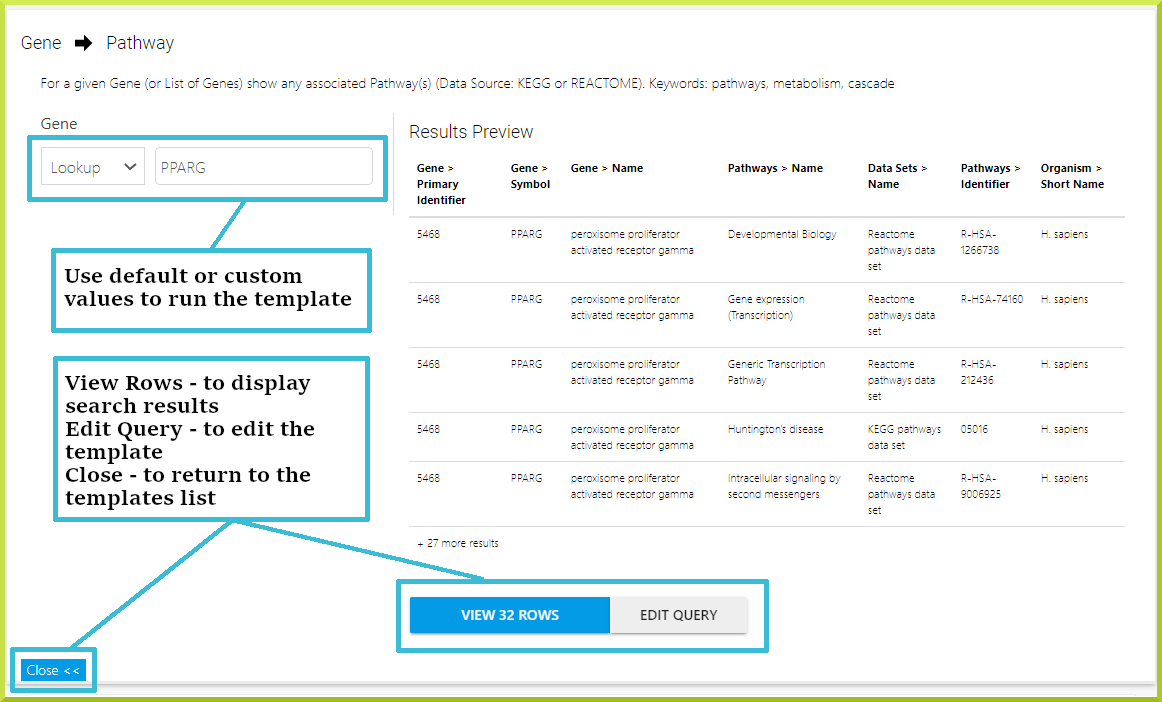 Gene Pathway
For a given Gene (or List of Genes) show any associated Pathway(s) (Data Source: KEGG or REACTOME). Keywords: pathways, metabolism, cascade
Gene
Lookup PPARG
Use default or custom
values to run the template
View Rows - to display
search results
Edit Query - to edit the
template
Close - to return to the
templates list
Close <<
Results Preview
Gene > Gene > Gene > Name Pathways > Name Data Sets > Pathways > Organism >
Primary Symbol Name Identifier Short Name
Identifier
5468 PPARG peroxisome proliferator Developmental Biology Reactome R-HSA- H. sapiens
activated receptor gamma pathways data 1266738
set
5468 PPARG peroxisome proliferator Gene expression Reactome R-HSA-74160 H. sapiens
activated receptor gamma (Transcription) pathways data
set
5468 PPARG peroxisome proliferator Generic Transcription Reactome R-HSA- H. sapiens
activated receptor gamma Pathway pathways data 212436
set
5468 PPARG peroxisome proliferator Huntington's disease KEGG pathways 05016 H. sapiens
activated receptor gamma data set
5468 PPARG peroxisome proliferator Intracellular signaling by Reactome R-HSA- H. sapiens
activated receptor gamma second messengers pathways data 9006925
set
+ 27 more results
VIEW 32 ROWS EDIT QUERY